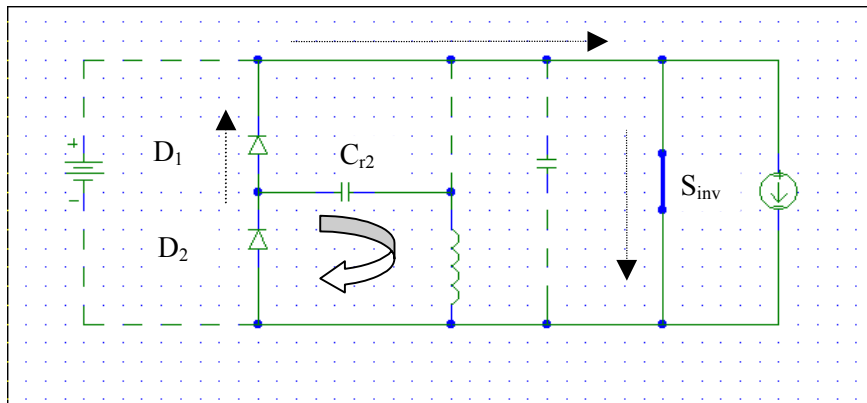 D1
Cr2
Sinv
D2
+
-
+
-